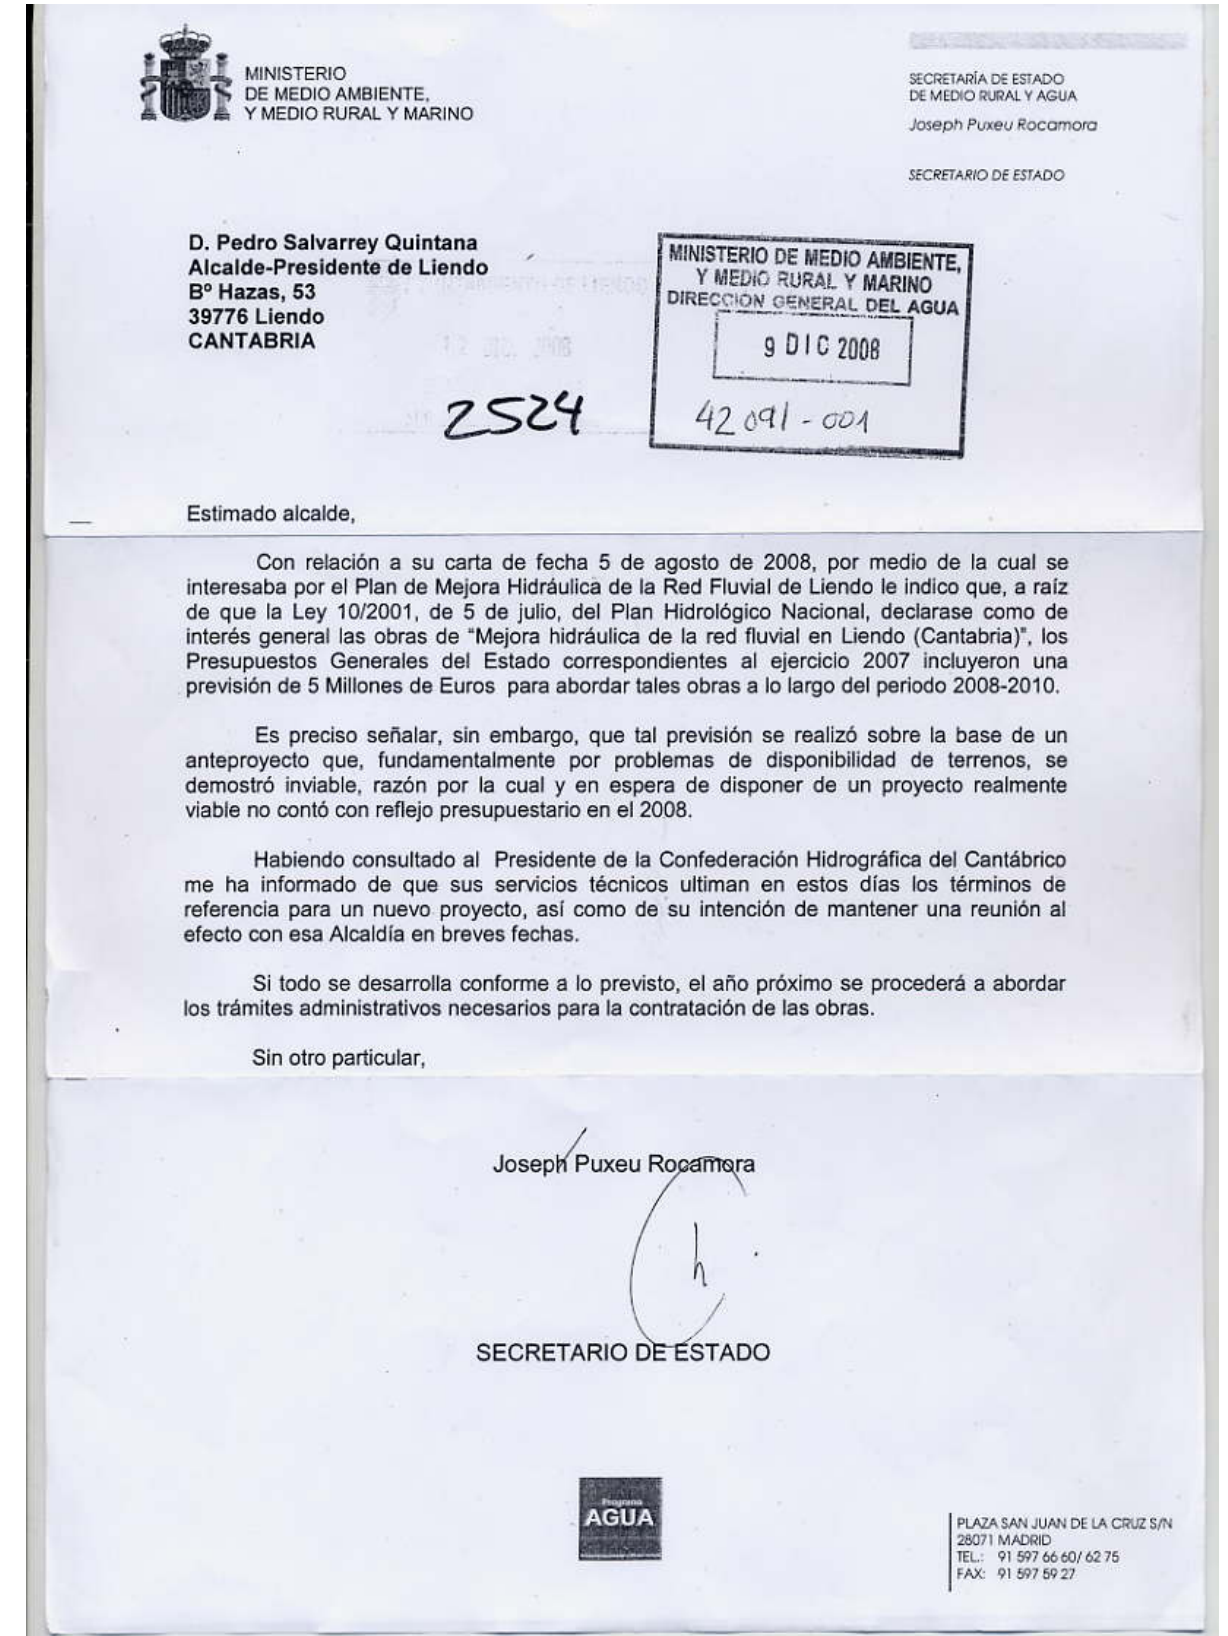 MINISTERIO
DE MEDIO AMBIENTE,
Y MEDIO RURAL Y MARINO
SECRETARÍA DE ESTADO
DE MEDIO RURAL Y AGUA
Joseph Puxeu Rocamora
SECRETARIO DE ESTADO
D. Pedro Salvarrey Quintana
Alcalde-Presidente de Liendo
Bº Hazas, 53
39776 Liendo
CANTABRIA
MINISTERIO DE MEDIO AMBIENTE,
Y MEDIO RURAL Y MARINO
DIRECCIÓN GENERAL DEL AGUA
9 DIC 2008
42091-001
2524
Estimado alcalde,
Con relación a su carta de fecha 5 de agosto de 2008, por medio de la cual se
interesaba por el Plan de Mejora Hidráulica de la Red Fluvial de Liendo le indico que, a raíz
de que la Ley 10/2001, de 5 de julio, del Plan Hidrológico Nacional, declarase como de
interés general las obras de “Mejora hidráulica de la red fluvial en Liendo (Cantabria)”, los
Presupuestos Generales del Estado correspondientes al ejercicio 2007 incluyeron una
previsión de 5 Millones de Euros para abordar tales obras a lo largo del periodo 2008-2010.
Es preciso señalar, sin embargo, que tal previsión se realizó sobre la base de un
anteproyecto que, fundamentalmente por problemas de disponibilidad de terrenos, se
demostró inviable, razón por la cual y en espera de disponer de un proyecto realmente
viable no contó con reflejo presupuestario en el 2008.
Habiendo consultado al Presidente de la Confederación Hidrográfica del Cantábrico
me ha informado de que sus servicios técnicos ultiman en estos días los términos de
referencia para un nuevo proyecto, así como de su intención de mantener una reunión al
efecto con esa Alcaldía en breves fechas.
Si todo se desarrolla conforme a lo previsto, el año próximo se procederá a abordar
los trámites administrativos necesarios para la contratación de las obras.
Sin otro particular,
Joseph Puxeu Rocamora
SECRETARIO DE ESTADO
Programa
AGUA
PLAZA SAN JUAN DE LA CRUZ S/N
28071 MADRID
TEL.: 91 597 66 60/ 62 75
FAX: 91 597 59 27